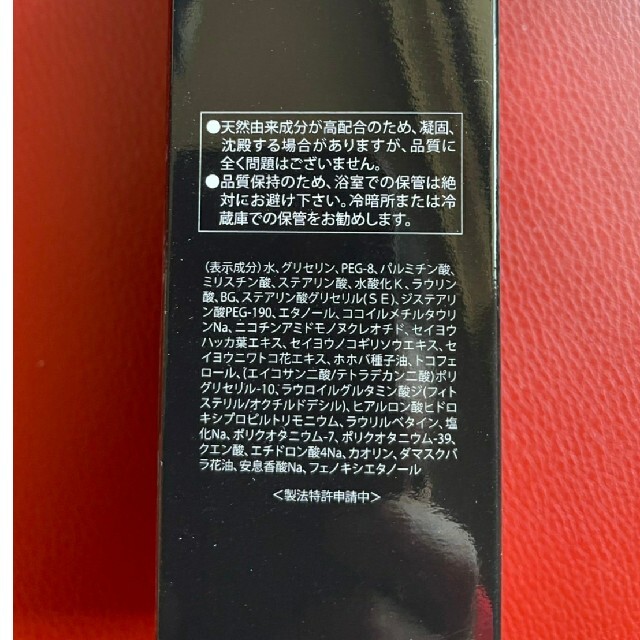 ●天然由来成分が高配合のため、凝固、
沈殿する場合がありますが、品質に
全く問題はございません。
●品質保持のため、浴室での保管は絶
対にお避け下さい。冷暗所または冷
蔵庫での保管をお勧めします。
（表示成分）水、グリセリン、PEG-8、パルミチン酸、
ミリスチン酸、ステアリン酸、水酸化K、ラウリン
酸、BG、ステアリン酸グリセリル（SE）、ジステアリ
ン酸PEG-190、エタノール、ココイルメチルタウリ
ンNa、ニコチンアミドモノヌクレオチド、セイヨウ
ハッカ葉エキス、セイヨウノコギリソウエキス、セ
イヨウニワトコ花エキス、ホホバ種子油、トコフェ
ロール、（エイコサン二酸/テトラデカン二酸）ポリ
グリセリル-10、ラウロイルグルタミン酸ジ（フィト
ステリル/オクチルドデシル）、ヒアルロン酸ヒドロ
キシプロピルトリモニウム、ラウリルベタイン、塩
化Na、ポリクオタニウム-7、ポリクオタニウム-39、
クエン酸、エチドロン酸4Na、カオリン、ダマスクバ
ラ花油、安息香酸Na、フェノキシエタノール
＜製法特許申請中＞